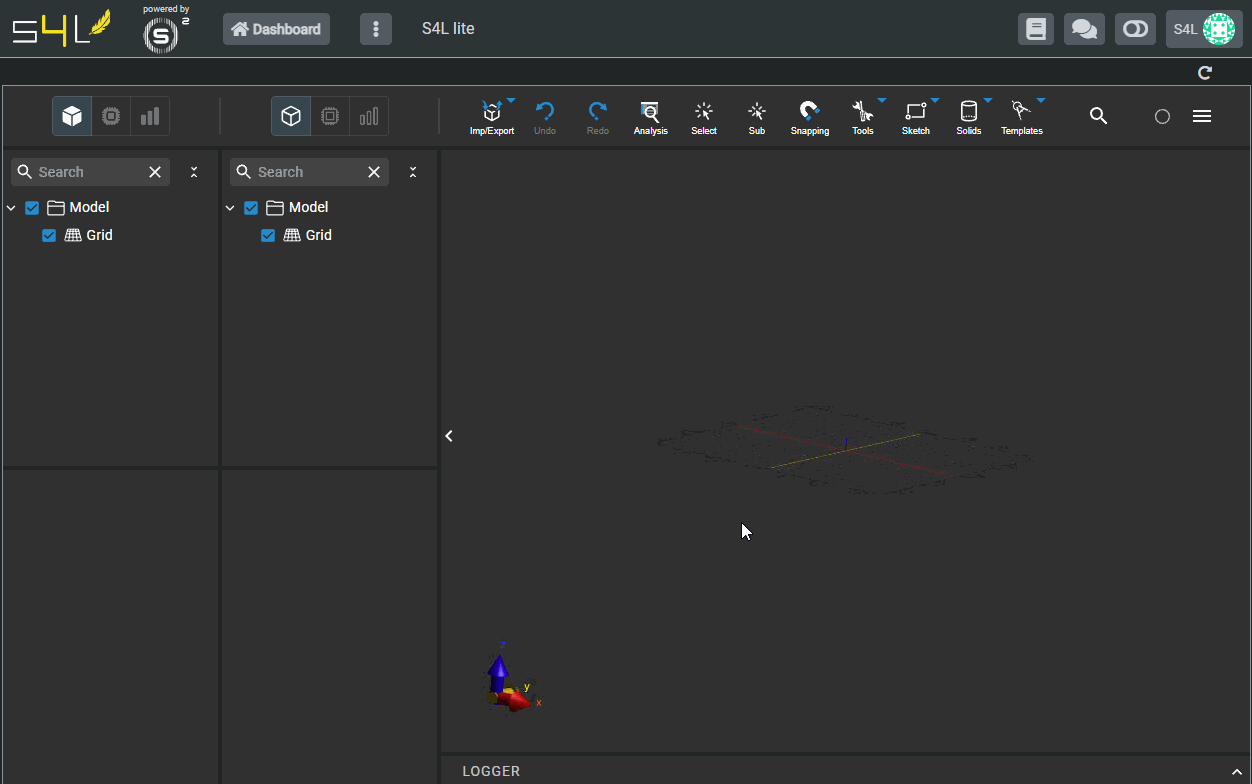 S4L
powered by
S 2
Dashboard
S4L lite
S4L
Imp/Export Undo Redo Analysis Select Sub Snapping Tools Sketch Solids Templates
Search
Model
Grid
Search
Model
Grid
z
y
x
LOGGER